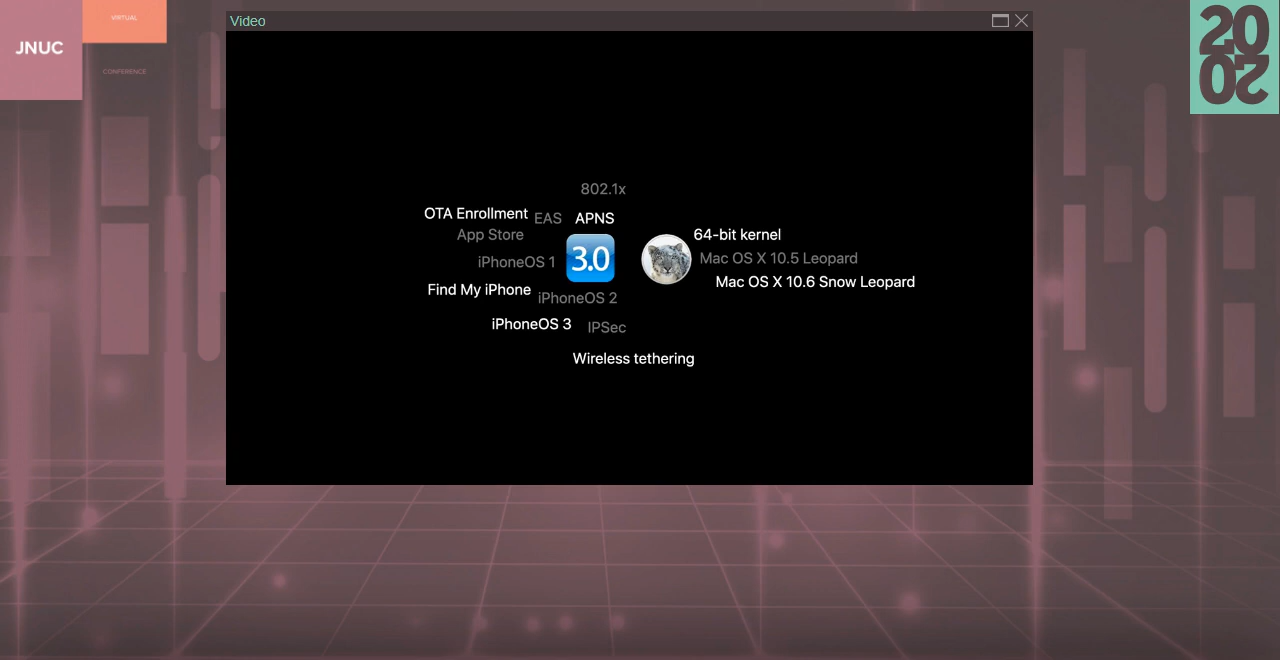 VIRTUAL
JNUC
CONFERENCE
Video
20
20
802.1x
OTA Enrollment
EAS
APNS
App Store
64-bit kernel
iPhoneOS 1
3.0
Mac OS X 10.5 Leopard
Find My iPhone
iPhoneOS 2
Mac OS X 10.6 Snow Leopard
iPhoneOS 3
IPSec
Wireless tethering